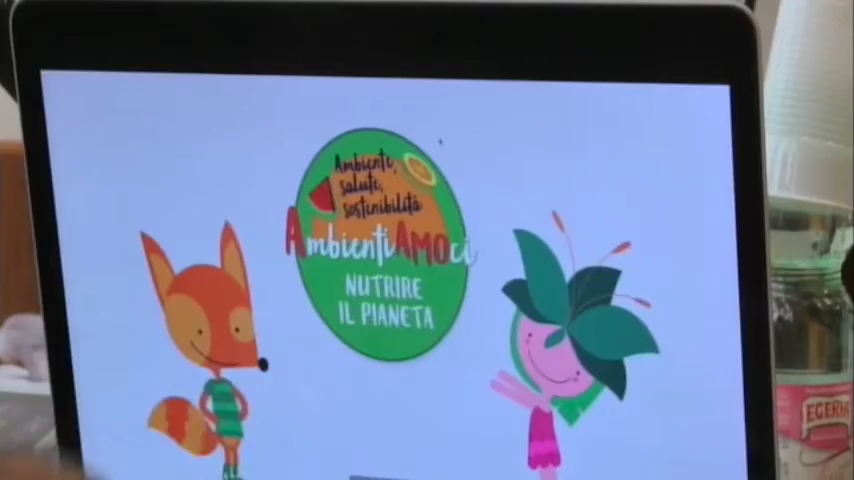 Ambiente,
salute,
sostenibilità
AmbientiAMOci
NUTRIRE
IL PIANETA
EGERIA